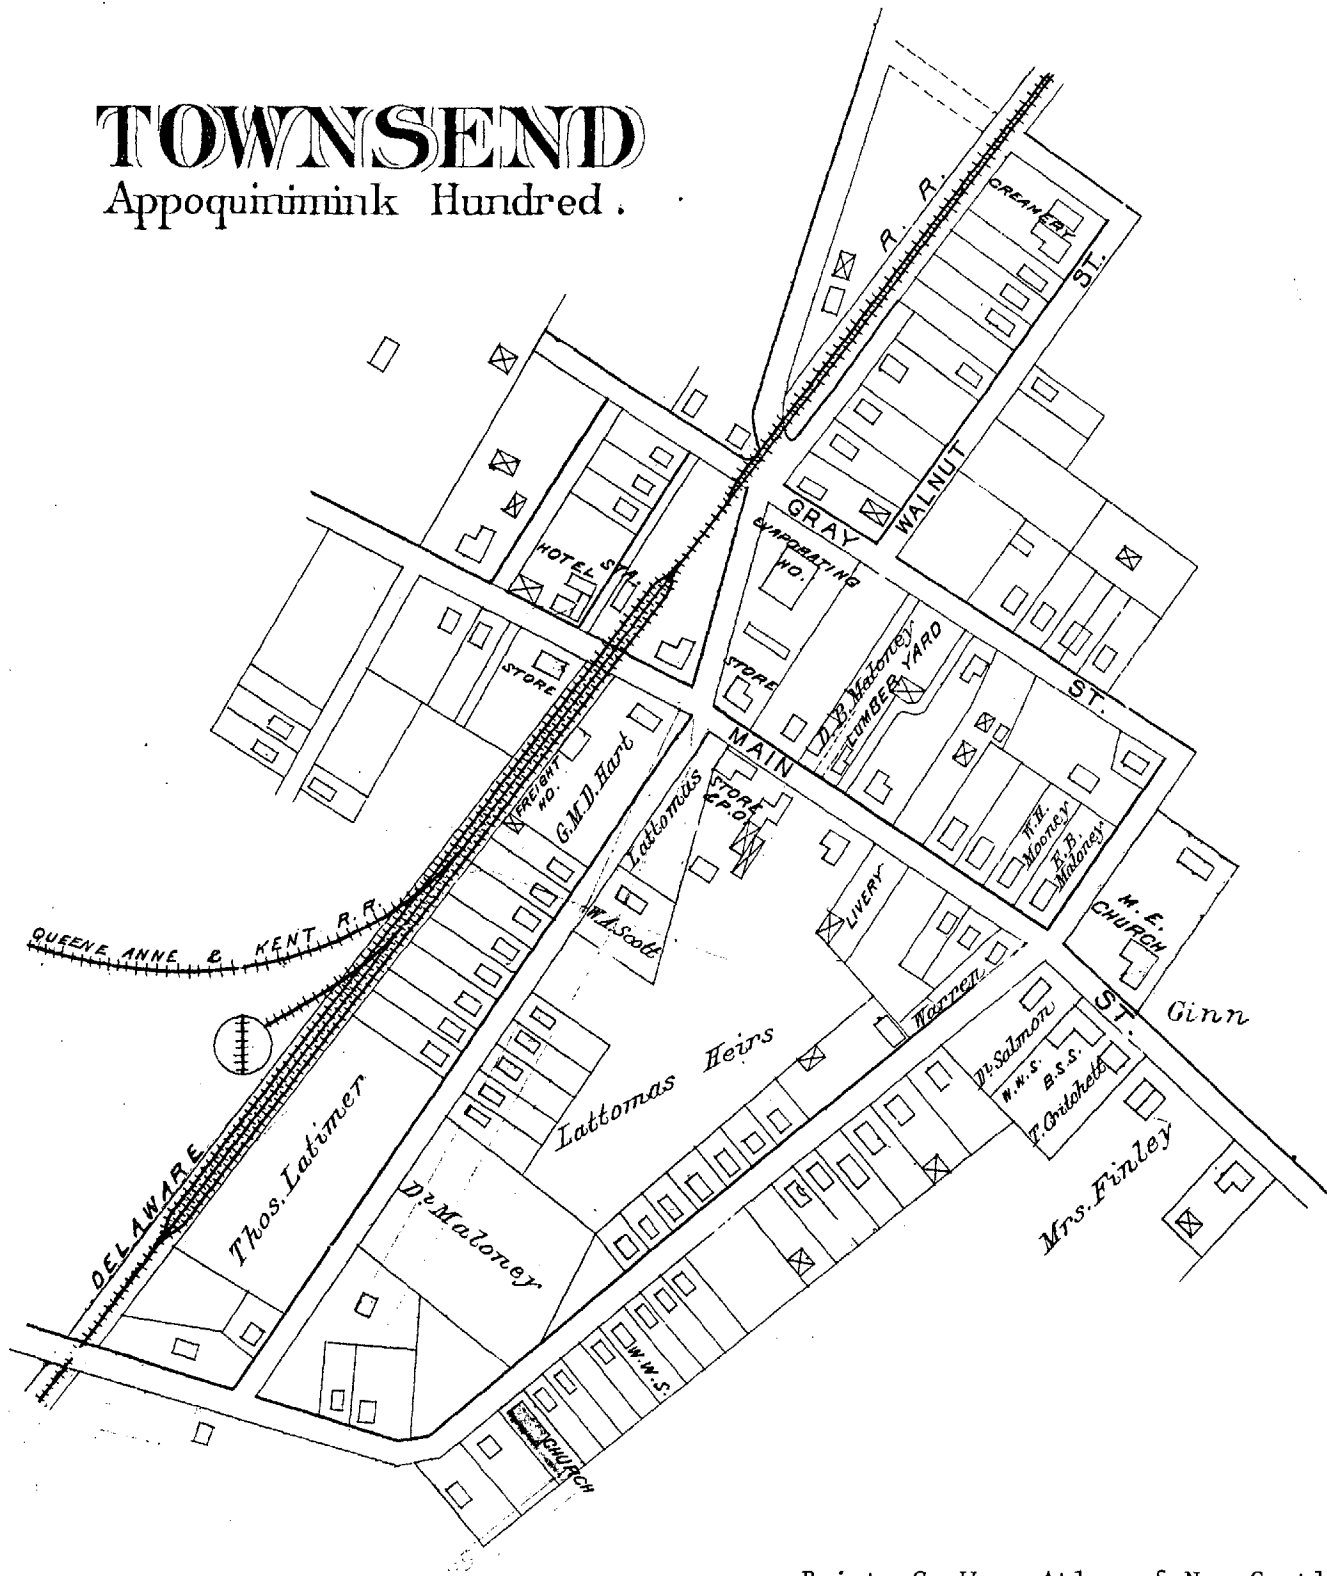 TOWNSEND
Appoquinimink Hundred.
R. R.
CREAMERY
ST.
WALNUT
GRAY
EVAPORATING
HO.
HOTEL
STA.
STORE
STORE
D. B. Maloney
LUMBER YARD
ST.
MAIN
FREIGHT
HO.
G. M. D. Hart
Lattomas
STORE
& P.O.
W. A. Scott
LIVERY
W. H.
Mooney
E. B.
Maloney
M. E.
CHURCH
QUEENE ANNE & KENT R. R.
Warren
ST.
Ginn
Lattomas Heirs
Dr. Salmon
W. W. S.
B. S. S.
T. Critchett
Mrs. Finley
DELAWARE
Thos. Latimer
Dr. Maloney
W. W. S.
CHURCH